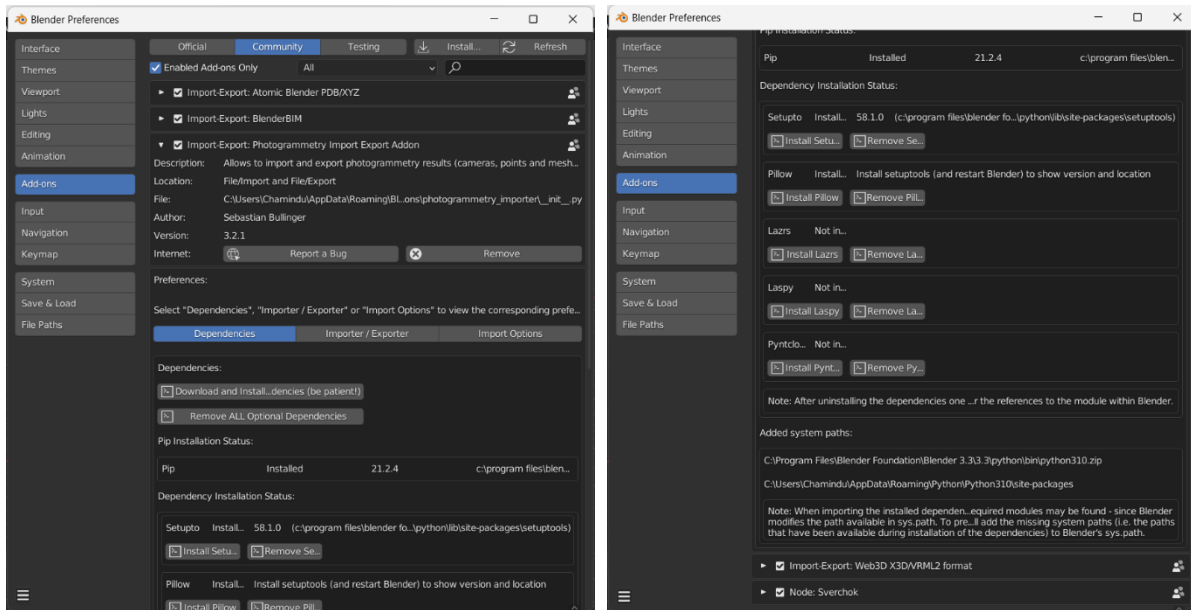 Blender Preferences
Interface
Themes
Viewport
Lights
Editing
Animation
Add-ons
Input
Navigation
Keymap
System
Save & Load
File Paths
Official Community Testing Install... Refresh
Enabled Add-ons Only All
Import-Export: Atomic Blender PDB/XYZ
Import-Export: BlenderBIM
Import-Export: Photogrammetry Import Export Addon
Description: Allows to import and export photogrammetry results (cameras, points and mesh...
Location: File/Import and File/Export
File: C:\Users\Chamindu\AppData\Roaming\Bl...ons\photogrammetry_importer\__init__.py
Author: Sebastian Bullinger
Version: 3.2.1
Internet: Report a Bug Remove
Preferences:
Select "Dependencies", "Importer / Exporter" or "Import Options" to view the corresponding prefe...
Dependencies Importer / Exporter Import Options
Dependencies:
Download and Install...dencies (be patient!)
Remove ALL Optional Dependencies
Pip Installation Status:
Pip Installed 21.2.4 c:\program files\blen...
Dependency Installation Status:
Setupto Install... 58.1.0 (c:\program files\blender fo...\python\lib\site-packages\setuptools)
Install Setu... Remove Se...
Pillow Install... Install setuptools (and restart Blender) to show version and location
Install Pillow Remove Pill...
Blender Preferences
Interface
Themes
Viewport
Lights
Editing
Animation
Add-ons
Input
Navigation
Keymap
System
Save & Load
File Paths
Pip Installation Status:
Pip Installed 21.2.4 c:\program files\blen...
Dependency Installation Status:
Setupto Install... 58.1.0 (c:\program files\blender fo...\python\lib\site-packages\setuptools)
Install Setu... Remove Se...
Pillow Install... Install setuptools (and restart Blender) to show version and location
Install Pillow Remove Pill...
Lazrs Not in...
Install Lazrs Remove La...
Laspy Not in...
Install Laspy Remove La...
Pyntclo... Not in...
Install Pynt... Remove Py...
Note: After uninstalling the dependencies one ...r the references to the module within Blender.
Added system paths:
C:\Program Files\Blender Foundation\Blender 3.3\3.3\python\bin\python310.zip
C:\Users\Chamindu\AppData\Roaming\Python\Python310\site-packages
Note: When importing the installed dependen...equired modules may be found - since Blender
modifies the path available in sys.path. To pre...ll add the missing system paths (i.e. the paths
that have been available during installation of the dependencies) to Blender's sys.path.
Import-Export: Web3D X3D/VRML2 format
Node: Sverchok